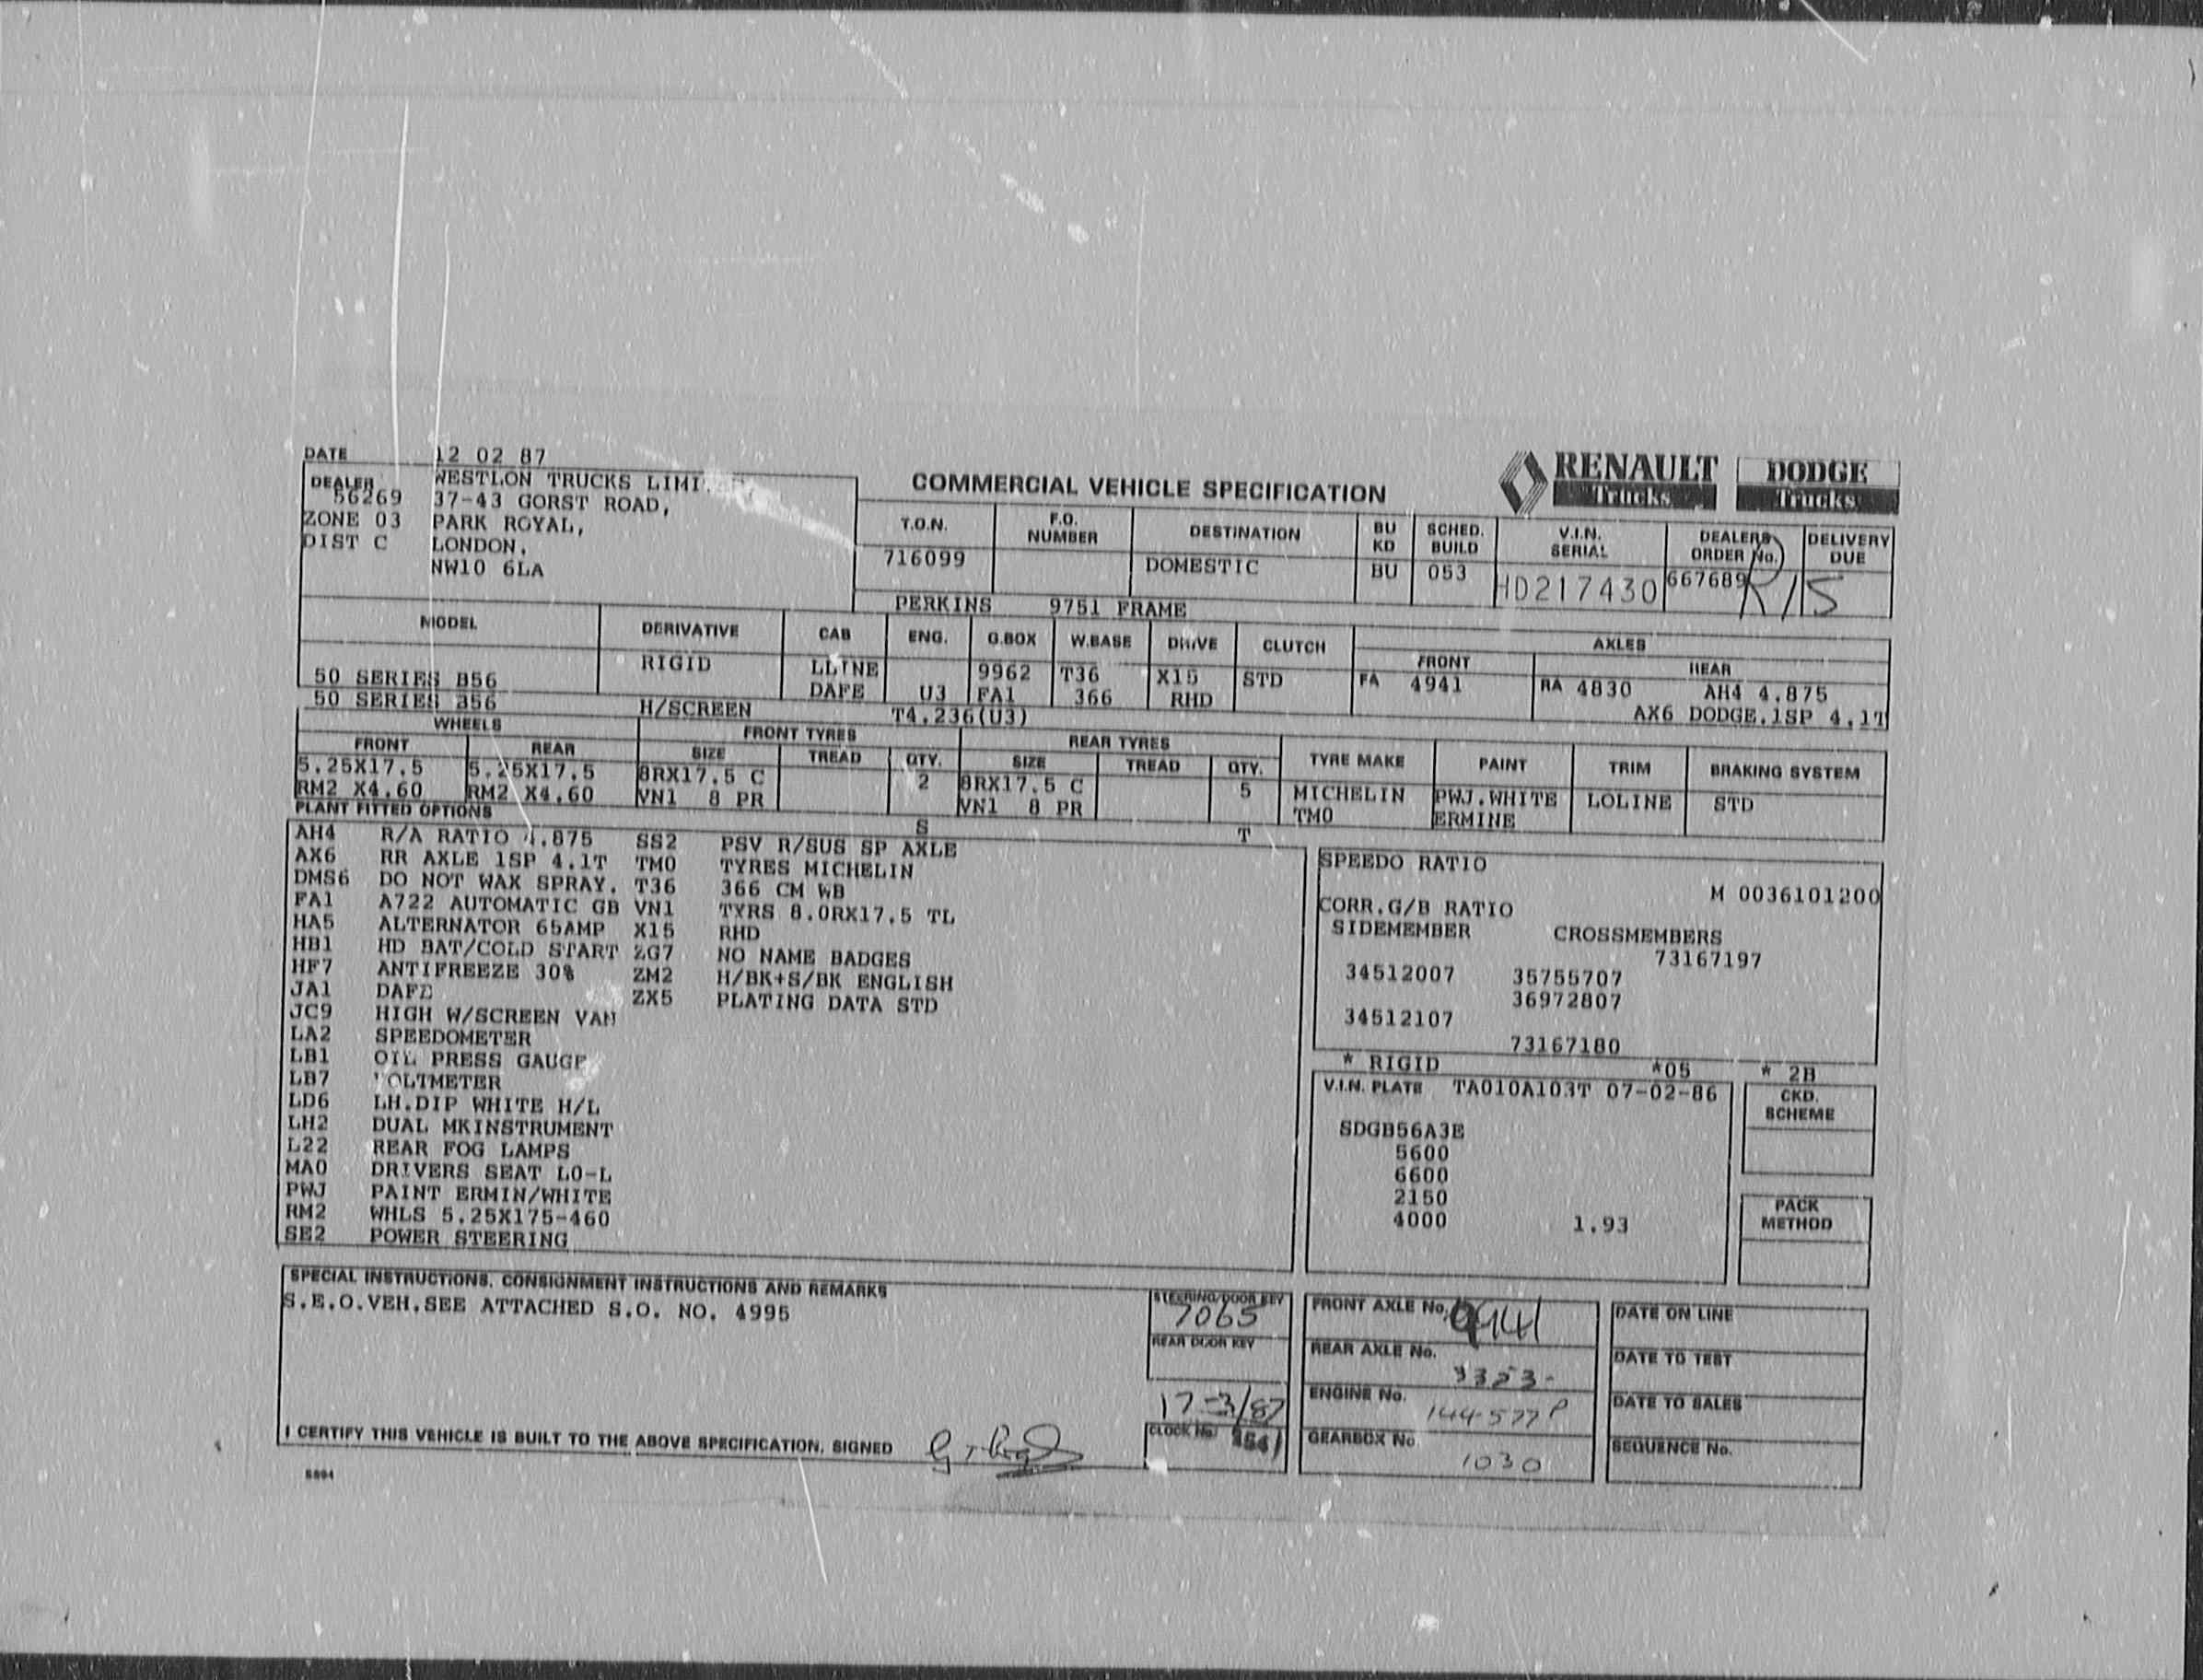 DATE 12 02 87
DEALER WESTLON TRUCKS
56269 37-43 GORST ROAD,
ZONE 03 PARK ROYAL,
DIST C LONDON,
NW10 6LA
COMMERCIAL VEHICLE SPECIFICATION
RENAULT Trucks DODGE Trucks
T.O.N. F.O. NUMBER DESTINATION BU KD SCHED. BUILD V.I.N. SERIAL DEALERS ORDER No. DELIVERY DUE
716099 DOMESTIC BU 053 HD217430 667689 R/15
PERKINS 9751 FRAME
MODEL DERIVATIVE CAB ENG. G.BOX W.BASE DRIVE CLUTCH AXLES
FRONT REAR
50 SERIES B56 RIGID LLINE 9962 T36 X15 STD FA 4941 RA 4830 AH4 4.875
50 SERIES B56 H/SCREEN DAFE U3 FA1 366 RHD AX6 DODGE.1SP 4.1T
T4.236(U3)
WHEELS FRONT TYRES REAR TYRES
FRONT REAR SIZE TREAD QTY. SIZE TREAD QTY. TYRE MAKE PAINT TRIM BRAKING SYSTEM
5.25X17.5 5.25X17.5 8RX17.5 C 2 8RX17.5 C 5 MICHELIN PWJ.WHITE LOLINE STD
RM2 X4.60 RM2 X4.60 VN1 8 PR VN1 8 PR TM0 ERMINE
PLANT FITTED OPTIONS S T
AH4 R/A RATIO 4.875 SS2 PSV R/SUS SP AXLE
AX6 RR AXLE 1SP 4.1T TM0 TYRES MICHELIN
DMS6 DO NOT WAX SPRAY. T36 366 CM WB
FA1 A722 AUTOMATIC GB VN1 TYRS 8.0RX17.5 TL
HA5 ALTERNATOR 65AMP X15 RHD
HB1 HD BAT/COLD START ZG7 NO NAME BADGES
HF7 ANTIFREEZE 30% ZM2 H/BK+S/BK ENGLISH
JA1 DAFE ZX5 PLATING DATA STD
JC9 HIGH W/SCREEN VAN
LA2 SPEEDOMETER
LB1 OIL PRESS GAUGE
LB7 VOLTMETER
LD6 LH.DIP WHITE H/L
LH2 DUAL MKINSTRUMENT
L22 REAR FOG LAMPS
MA0 DRIVERS SEAT LO-L
PWJ PAINT ERMIN/WHITE
RM2 WHLS 5.25X175-460
SE2 POWER STEERING
SPEEDO RATIO
M 0036101200
CORR.G/B RATIO
SIDEMEMBER CROSSMEMBERS
73167197
34512007 35755707
36972807
34512107
73167180
* RIGID *05 * 2B
V.I.N. PLATE TA010A103T 07-02-86
SDGB56A3E
5600
6600
2150
4000 1.93
CKD. SCHEME
PACK METHOD
SPECIAL INSTRUCTIONS, CONSIGNMENT INSTRUCTIONS AND REMARKS
S.E.O.VEH.SEE ATTACHED S.O. NO. 4995
I CERTIFY THIS VEHICLE IS BUILT TO THE ABOVE SPECIFICATION. SIGNED
STEERING/DOOR KEY
7065
REAR DOOR KEY
17-3/87
CLOCK No.
FRONT AXLE No. 4941
REAR AXLE No.
ENGINE No. 144577P
GEARBOX No
1030
DATE ON LINE
DATE TO TEST
DATE TO SALES
SEQUENCE No.